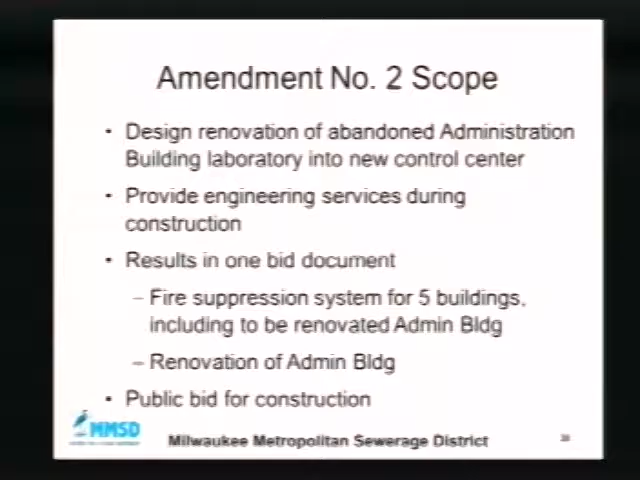 Amendment No. 2 Scope
• Design renovation of abandoned Administration
Building laboratory into new control center
• Provide engineering services during
construction
• Results in one bid document
– Fire suppression system for 5 buildings,
including to be renovated Admin Bldg
– Renovation of Admin Bldg
• Public bid for construction
MMSD
Milwaukee Metropolitan Sewerage District